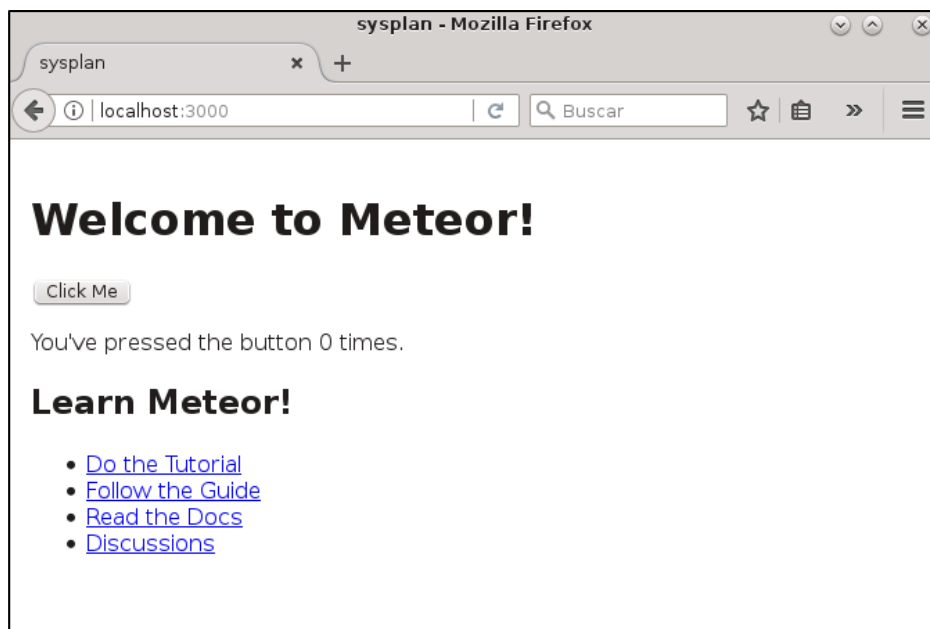 sysplan - Mozilla Firefox
sysplan
localhost:3000
Buscar
Welcome to Meteor!
Click Me
You've pressed the button 0 times.
Learn Meteor!
Do the Tutorial
Follow the Guide
Read the Docs
Discussions